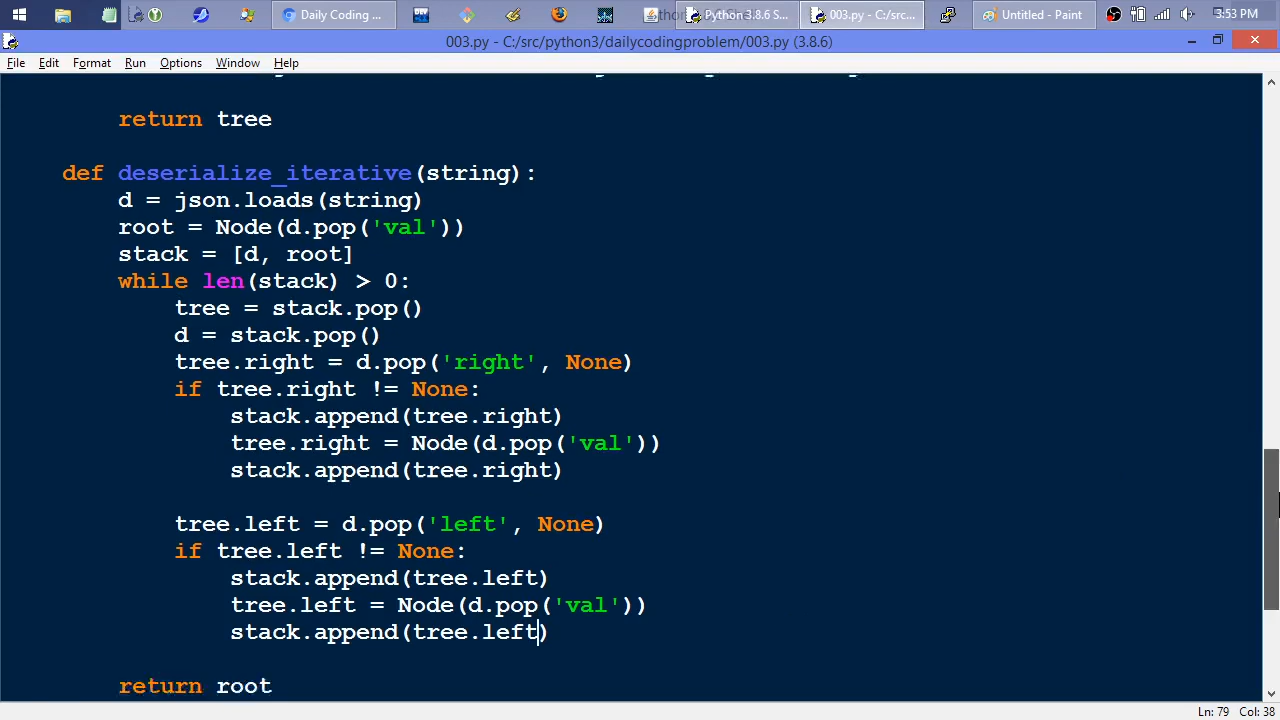 Daily Coding ...
Python 3.8.6 S...
003.py - C:/src...
Untitled - Paint
3:53 PM
003.py - C:/src/python3/dailycodingproblem/003.py (3.8.6)
File Edit Format Run Options Window Help
return tree
def deserialize_iterative(string):
d = json.loads(string)
root = Node(d.pop('val'))
stack = [d, root]
while len(stack) > 0:
tree = stack.pop()
d = stack.pop()
tree.right = d.pop('right', None)
if tree.right != None:
stack.append(tree.right)
tree.right = Node(d.pop('val'))
stack.append(tree.right)
tree.left = d.pop('left', None)
if tree.left != None:
stack.append(tree.left)
tree.left = Node(d.pop('val'))
stack.append(tree.left)
return root
Ln: 79 Col: 38